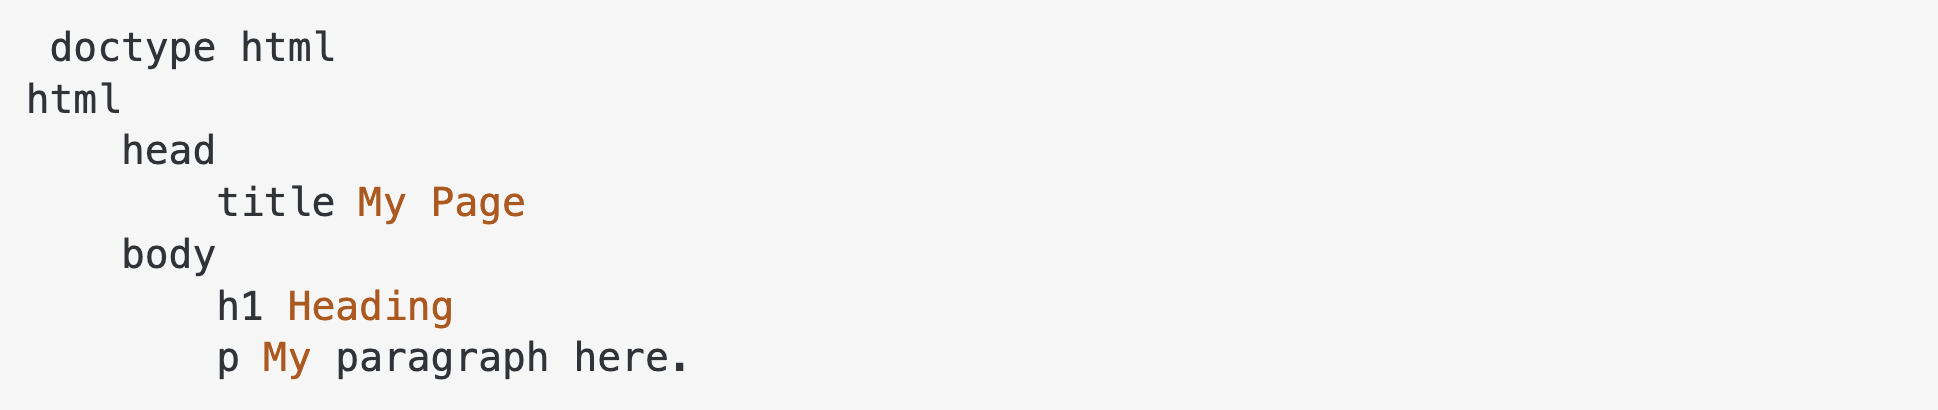 doctype html
html
    head
        title My Page
    body
        h1 Heading
        p My paragraph here.